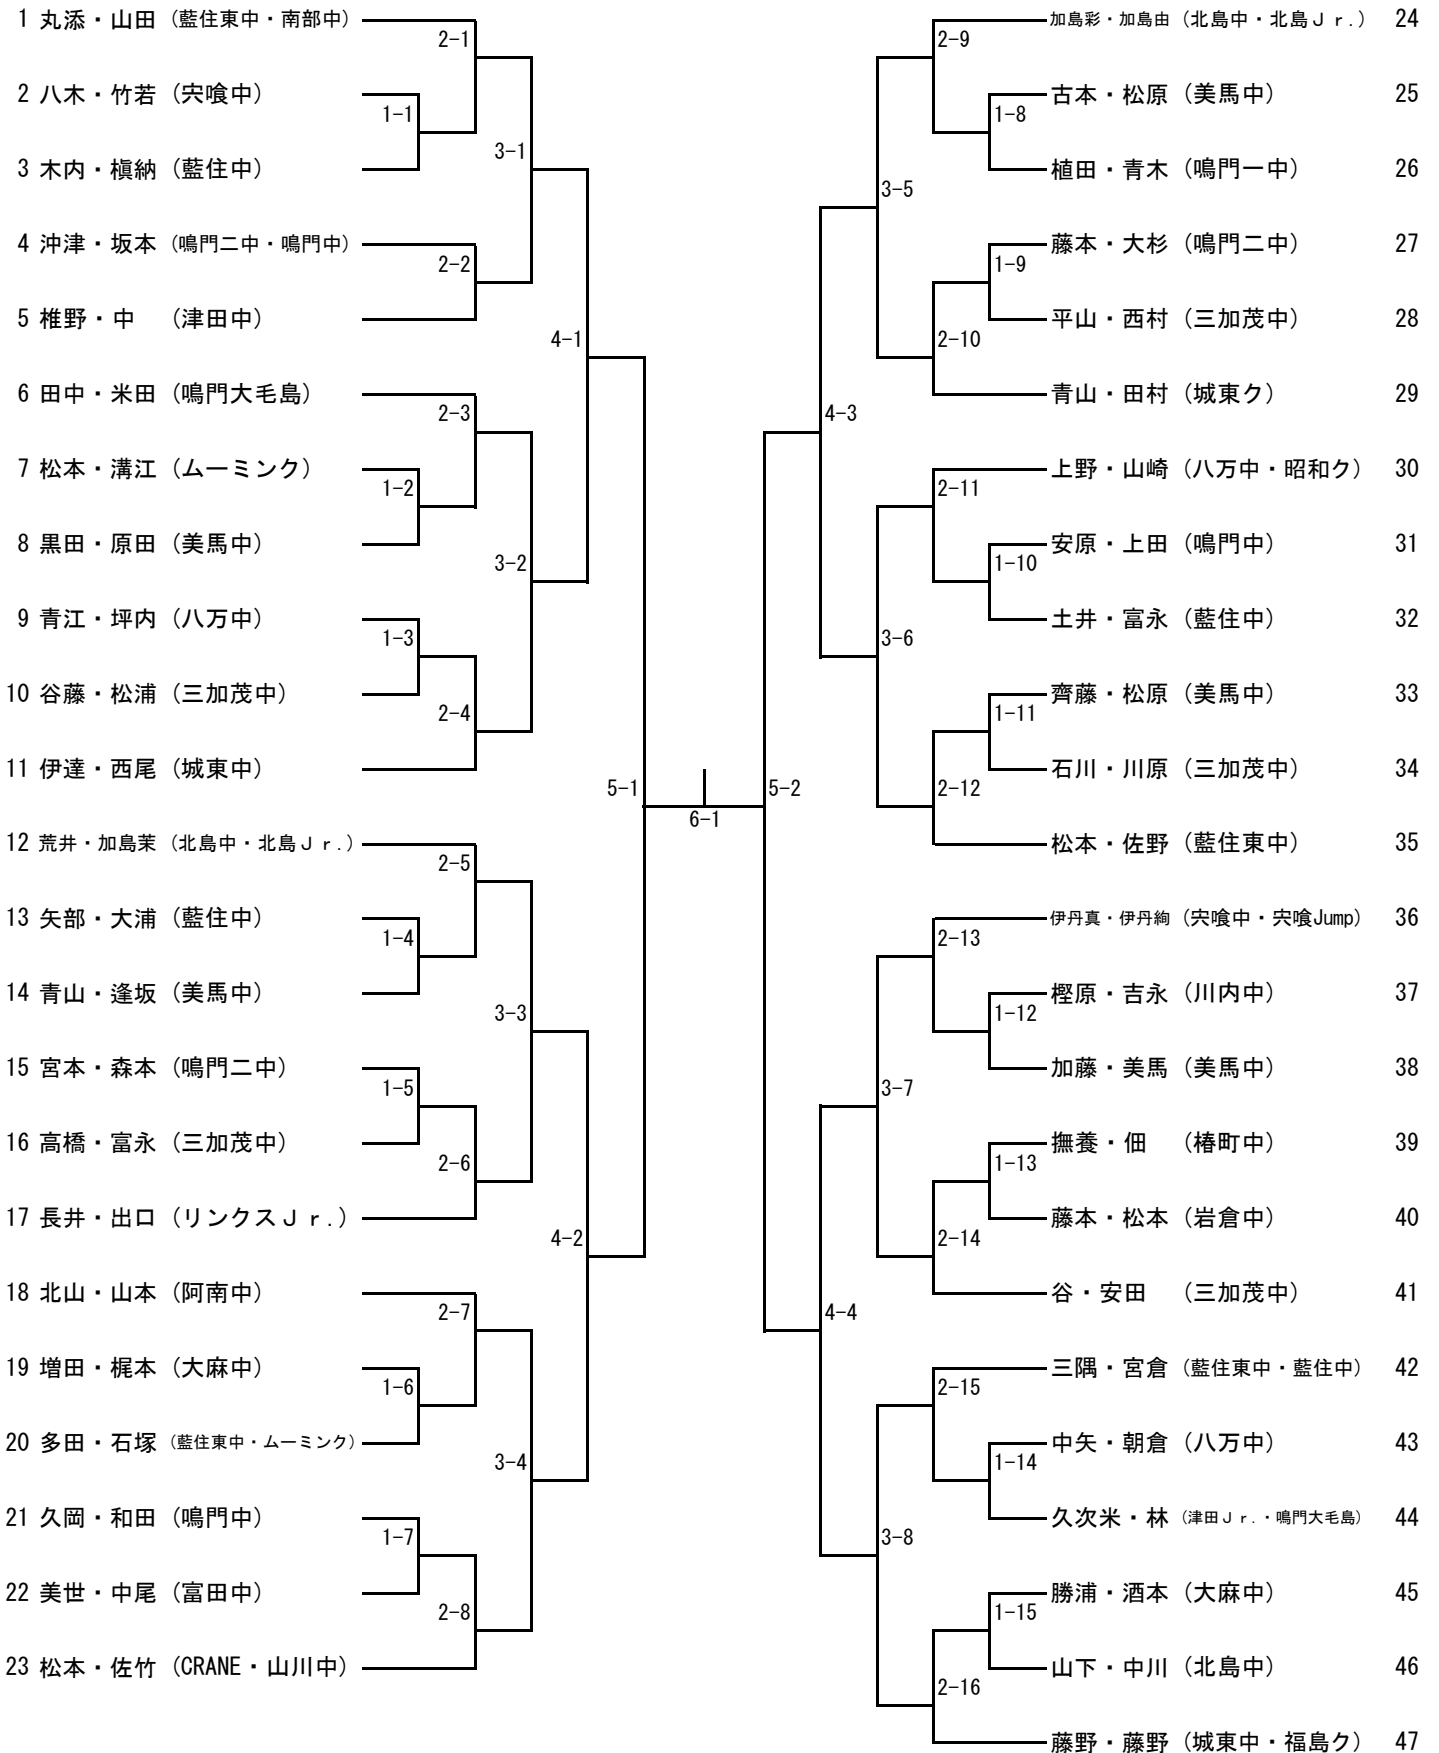 1 丸添・山田 (藍住東中・南部中)
2-1
2 八木・竹若 (宍喰中)
1-1
3 木内・槇納 (藍住中)
3-1
4 沖津・坂本 (鳴門二中・鳴門中)
2-2
5 椎野・中 (津田中)
4-1
6 田中・米田 (鳴門大毛島)
2-3
7 松本・溝江 (ムーミンク)
1-2
8 黒田・原田 (美馬中)
3-2
9 青江・坪内 (八万中)
1-3
10 谷藤・松浦 (三加茂中)
2-4
11 伊達・西尾 (城東中)
5-1
12 荒井・加島茉 (北島中・北島Ｊｒ.)
2-5
13 矢部・大浦 (藍住中)
1-4
14 青山・逢坂 (美馬中)
3-3
15 宮本・森本 (鳴門二中)
1-5
16 高橋・富永 (三加茂中)
2-6
17 長井・出口 (リンクスＪｒ.)
4-2
18 北山・山本 (阿南中)
2-7
19 増田・梶本 (大麻中)
1-6
20 多田・石塚 (藍住東中・ムーミンク)
3-4
21 久岡・和田 (鳴門中)
1-7
22 美世・中尾 (富田中)
2-8
23 松本・佐竹 (CRANE・山川中)
6-1
加島彩・加島由 (北島中・北島Ｊｒ.) 24
2-9
古本・松原 (美馬中) 25
1-8
植田・青木 (鳴門一中) 26
3-5
藤本・大杉 (鳴門二中) 27
1-9
平山・西村 (三加茂中) 28
2-10
青山・田村 (城東ク) 29
4-3
上野・山崎 (八万中・昭和ク) 30
2-11
安原・上田 (鳴門中) 31
1-10
土井・富永 (藍住中) 32
3-6
齊藤・松原 (美馬中) 33
1-11
石川・川原 (三加茂中) 34
2-12
5-2
松本・佐野 (藍住東中) 35
伊丹真・伊丹絢 (宍喰中・宍喰Jump) 36
2-13
樫原・吉永 (川内中) 37
1-12
加藤・美馬 (美馬中) 38
3-7
撫養・佃 (椿町中) 39
1-13
藤本・松本 (岩倉中) 40
2-14
谷・安田 (三加茂中) 41
4-4
三隅・宮倉 (藍住東中・藍住中) 42
2-15
中矢・朝倉 (八万中) 43
1-14
久次米・林 (津田Ｊｒ.・鳴門大毛島) 44
3-8
勝浦・酒本 (大麻中) 45
1-15
山下・中川 (北島中) 46
2-16
藤野・藤野 (城東中・福島ク) 47